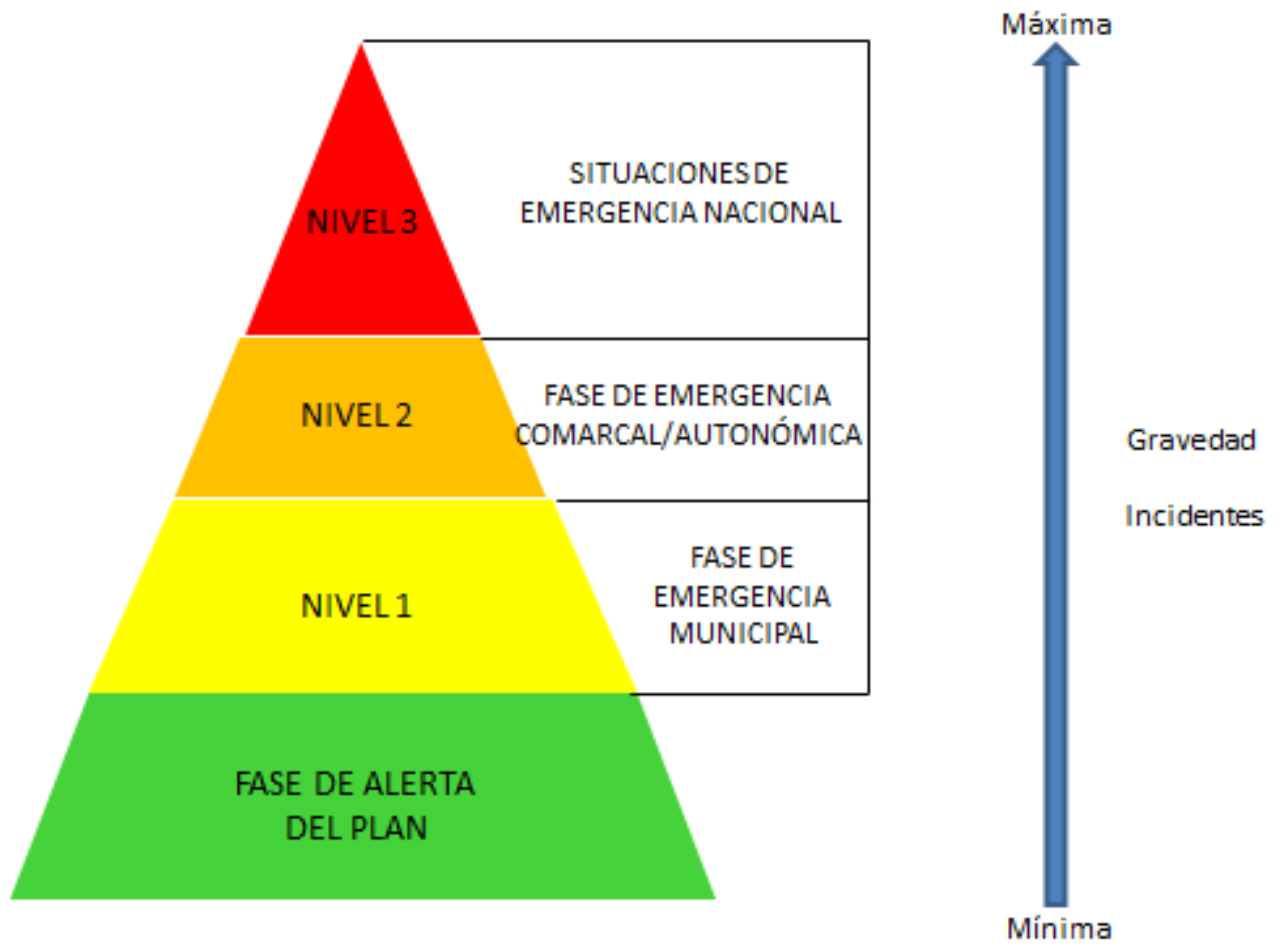 Máxima
NIVEL 3
SITUACIONES DE
EMERGENCIA NACIONAL
NIVEL 2
FASE DE EMERGENCIA
COMARCAL/AUTONÓMICA
Gravedad
Incidentes
NIVEL 1
FASE DE
EMERGENCIA
MUNICIPAL
FASE DE ALERTA
DEL PLAN
Mínima